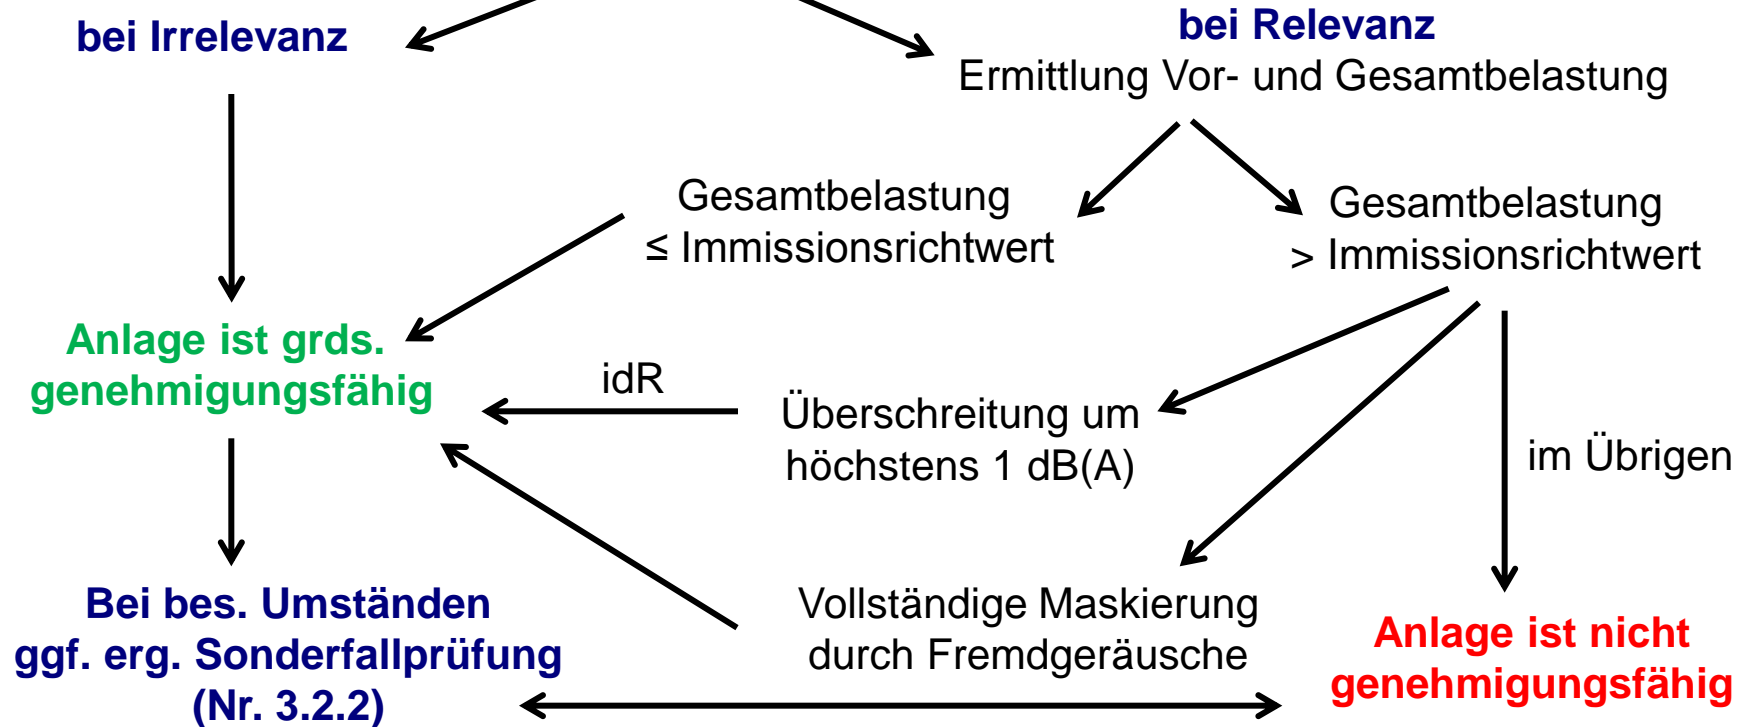 bei Irrelevanz
bei Relevanz
Ermittlung Vor- und Gesamtbelastung
Gesamtbelastung
≤ Immissionsrichtwert
Gesamtbelastung
> Immissionsrichtwert
Anlage ist grds.
genehmigungsfähig
idR
Überschreitung um
höchstens 1 dB(A)
im Übrigen
Bei bes. Umständen
ggf. erg. Sonderfallprüfung
(Nr. 3.2.2)
Vollständige Maskierung
durch Fremdgeräusche
Anlage ist nicht
genehmigungsfähig